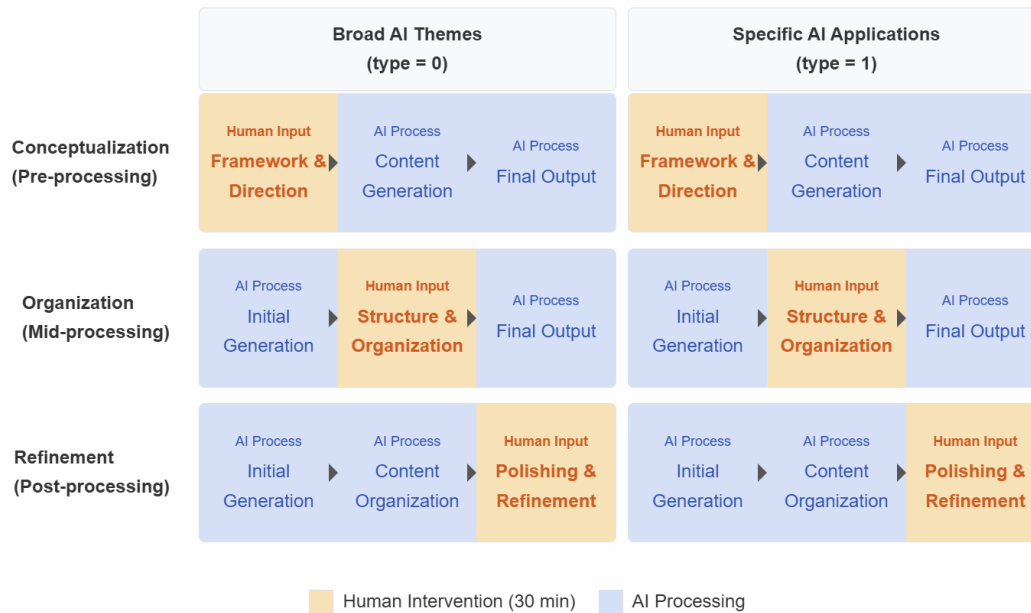 Broad AI Themes
(type = 0)
Specific AI Applications
(type = 1)
Conceptualization
(Pre-processing)
Human Input
Framework &
Direction
AI Process
Content
Generation
AI Process
Final Output
Human Input
Framework &
Direction
AI Process
Content
Generation
AI Process
Final Output
Organization
(Mid-processing)
AI Process
Initial
Generation
Human Input
Structure &
Organization
AI Process
Final Output
AI Process
Initial
Generation
Human Input
Structure &
Organization
AI Process
Final Output
Refinement
(Post-processing)
AI Process
Initial
Generation
AI Process
Content
Organization
Human Input
Polishing &
Refinement
AI Process
Initial
Generation
AI Process
Content
Organization
Human Input
Polishing &
Refinement
Human Intervention (30 min)
AI Processing